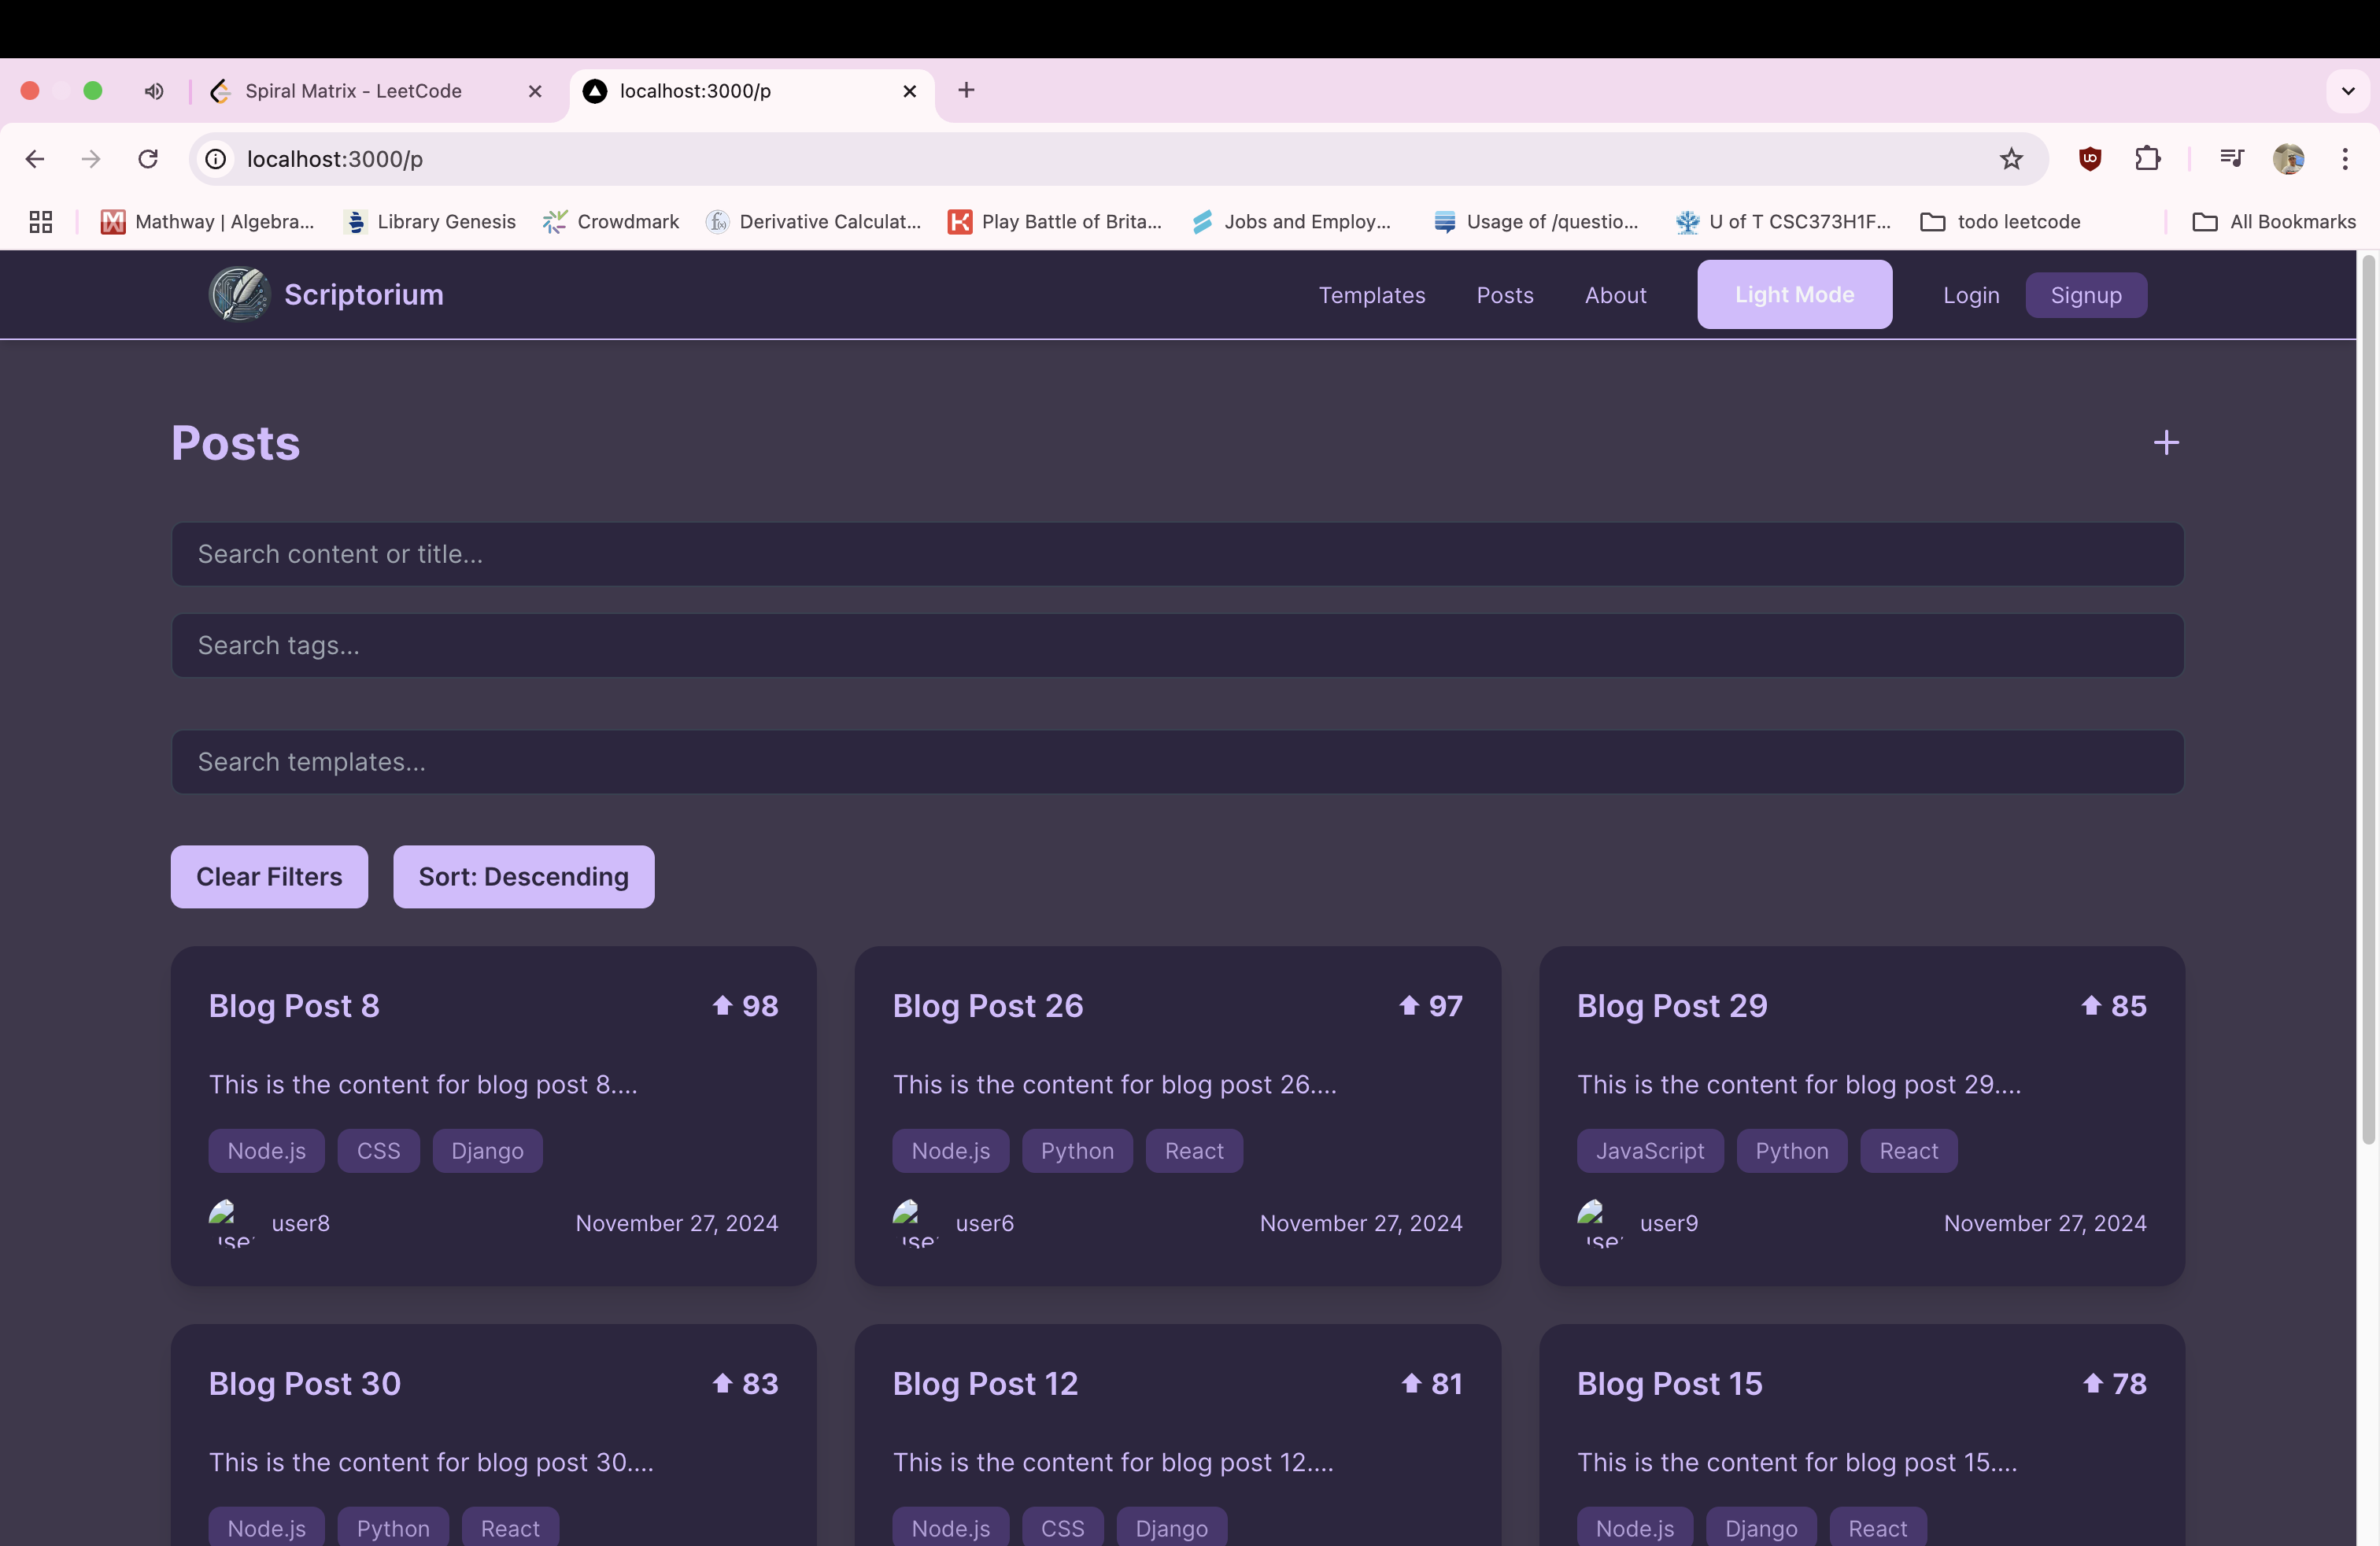 Spiral Matrix - LeetCode
localhost:3000/p
localhost:3000/p
Mathway | Algebra...
Library Genesis
Crowdmark
Derivative Calculat...
Play Battle of Brita...
Jobs and Employ...
Usage of /questio...
U of T CSC373H1F...
todo leetcode
All Bookmarks
Scriptorium
Templates
Posts
About
Light Mode
Login
Signup
Posts
Search content or title...
Search tags...
Search templates...
Clear Filters
Sort: Descending
Blog Post 8
98
This is the content for blog post 8....
Node.js CSS Django
user8
November 27, 2024
Blog Post 26
97
This is the content for blog post 26....
Node.js Python React
user6
November 27, 2024
Blog Post 29
85
This is the content for blog post 29....
JavaScript Python React
user9
November 27, 2024
Blog Post 30
83
This is the content for blog post 30....
Node.js Python React
Blog Post 12
81
This is the content for blog post 12....
Node.js CSS Django
Blog Post 15
78
This is the content for blog post 15....
Node.js Django React